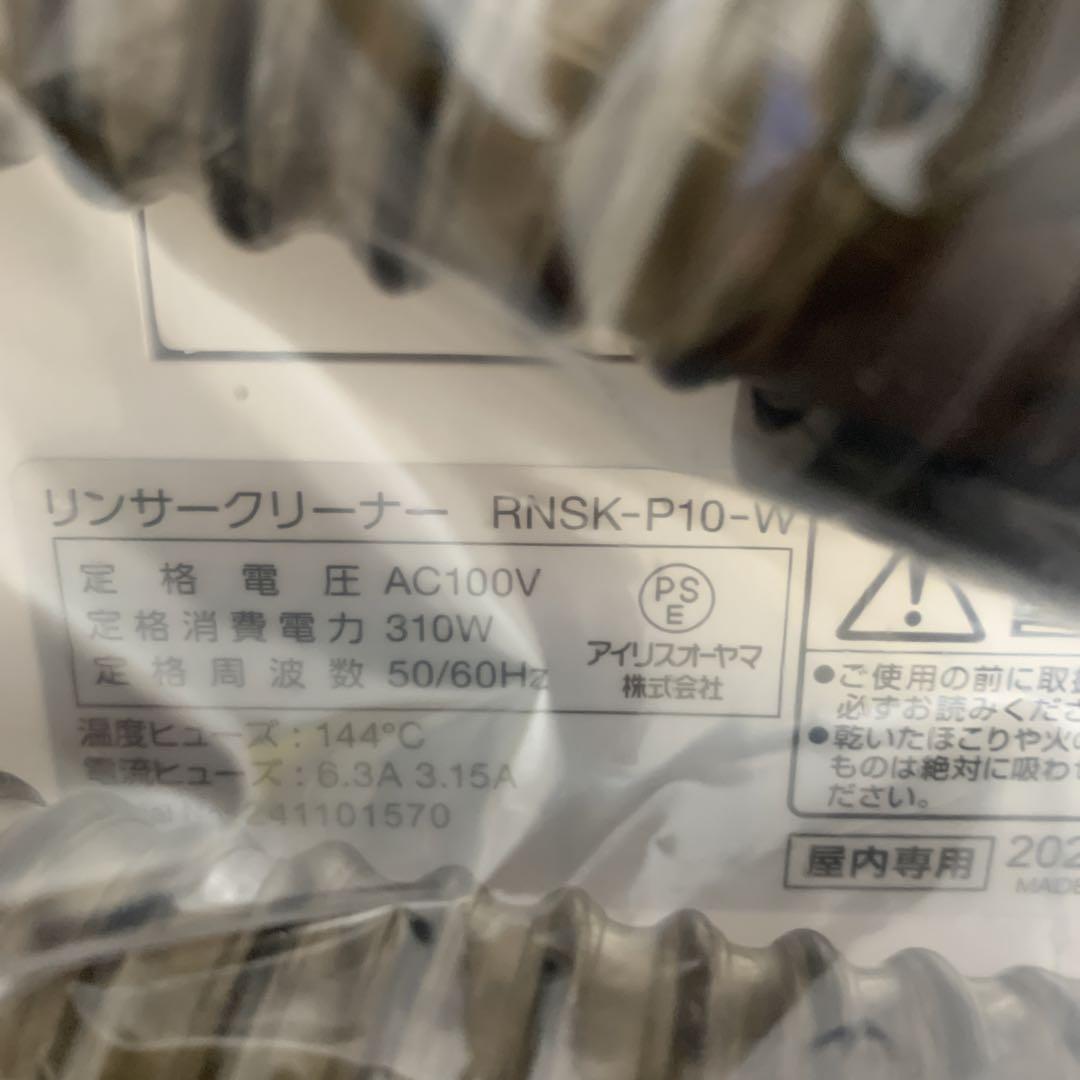 リンサークリーナー RNSK-P10-W
定格電圧 AC100V
定格消費電力 310W
定格周波数 50/60Hz
PS
E
アイリスオーヤマ
株式会社
温度ヒューズ:144℃
電流ヒューズ:6.3A 3.15A
241101570
●ご使用の前に取
必ずお読みくださ
●乾いたほこりや火の
ものは絶対に吸わせ
ださい。
屋内専用 202
MADE